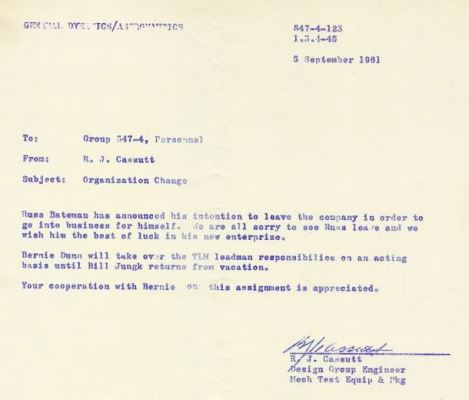 GENERAL DYNAMICS/ASTRONAUTICS
547-4-123
1.3.4-45
5 September 1961
To: Group 547-4, Personnel
From: R. J. Cassutt
Subject: Organization Change
Russ Bateman has announced his intention to leave the company in order to
go into business for himself. We are all sorry to see Russ leave and we
wish him the best of luck in his new enterprize.
Bernie Dunn will take over the TLM leadman responsibilies on an acting
basis until Bill Jungk returns from vacation.
Your cooperation with Bernie on this assignment is appreciated.
RJCassutt
R. J. Cassutt
Design Group Engineer
Mech Test Equip & Pkg